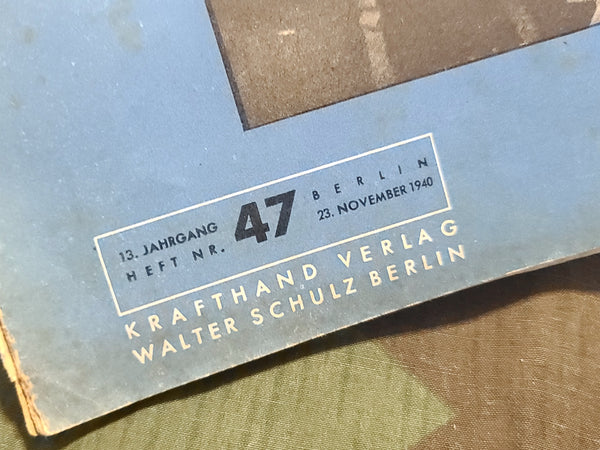 13. JAHRGANG
HEFT NR. 47
BERLIN
23. NOVEMBER 1940
KRAFTHAND VERLAG
WALTER SCHULZ BERLIN